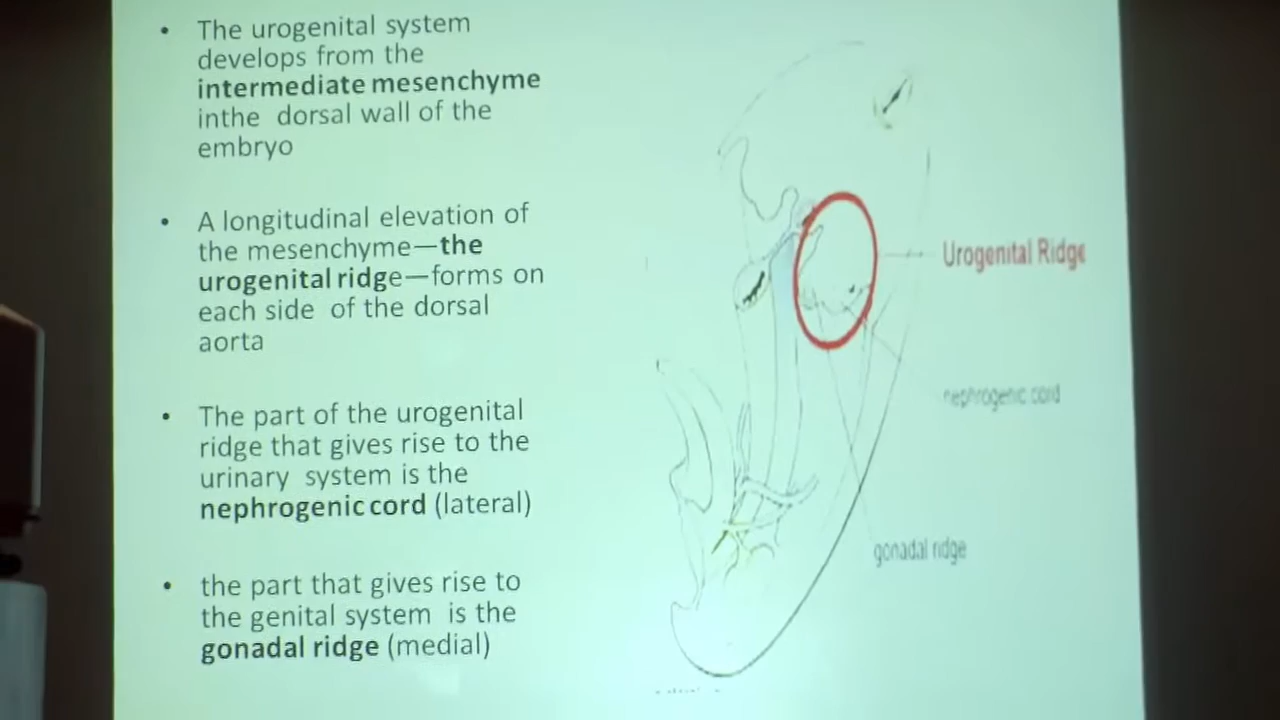 • The urogenital system
develops from the
intermediate mesenchyme
inthe dorsal wall of the
embryo
• A longitudinal elevation of
the mesenchyme—the
urogenital ridge—forms on
each side of the dorsal
aorta
• The part of the urogenital
ridge that gives rise to the
urinary system is the
nephrogenic cord (lateral)
• the part that gives rise to
the genital system is the
gonadal ridge (medial)
Urogenital Ridge
nephrogenic cord
gonadal ridge